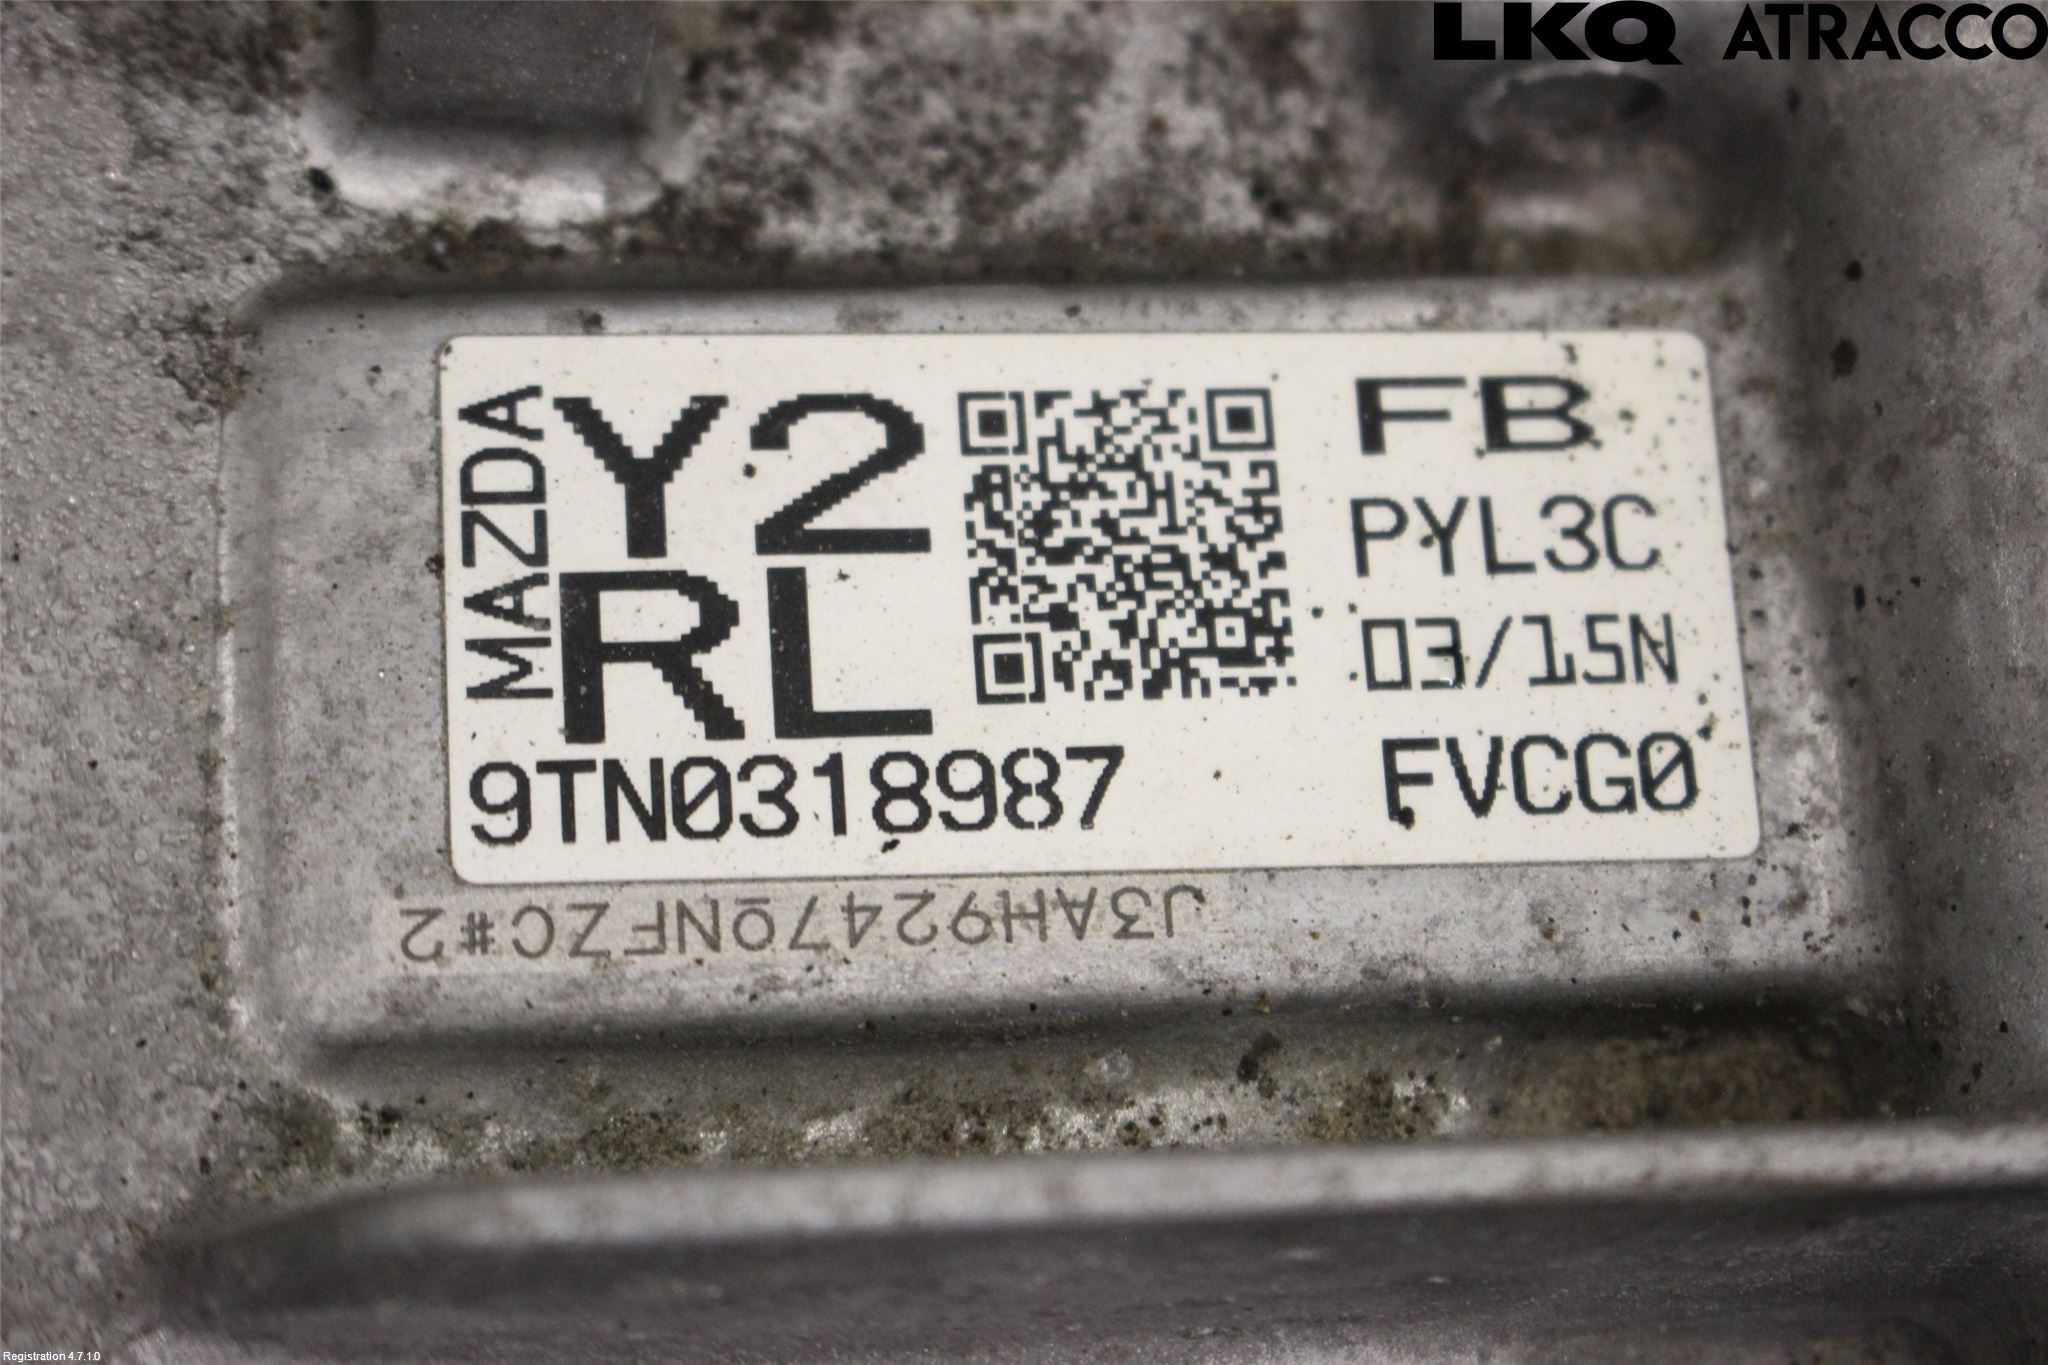 LKQ ATRACCO
MAZDA
Y2
RL
9TN0318987
FB
PYL3C
03/15N
FVCG0
J3AH92470NFZC#2
Registration 4.7.1.0